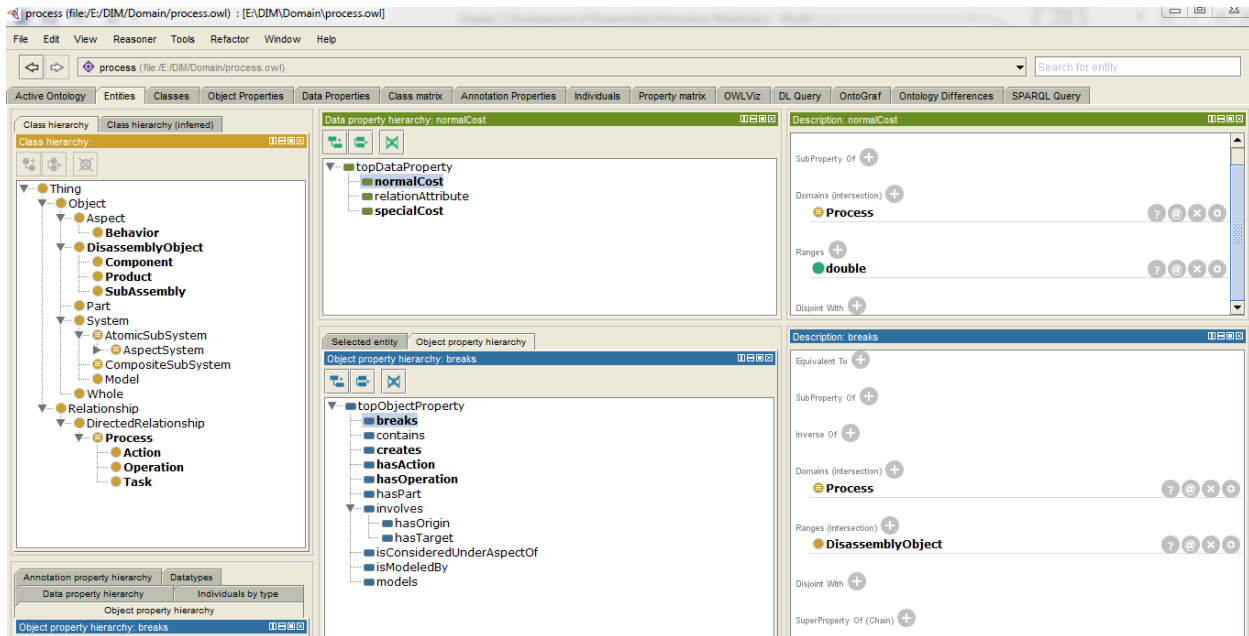 process (file:/E:/DIM/Domain/process.owl) : [E:\DIM\Domain\process.owl]
File Edit View Reasoner Tools Refactor Window Help
process (file:/E:/DIM/Domain/process.owl)
Search for entity
Active Ontology Entities Classes Object Properties Data Properties Class matrix Annotation Properties Individuals Property matrix OWLViz DL Query OntoGraf Ontology Differences SPARQL Query
Class hierarchy Class hierarchy (inferred)
Class hierarchy:
Thing
Object
Aspect
Behavior
DisassemblyObject
Component
Product
SubAssembly
Part
System
AtomicSubSystem
AspectSystem
CompositeSubSystem
Model
Whole
Relationship
DirectedRelationship
Process
Action
Operation
Task
Annotation property hierarchy Datatypes
Data property hierarchy Individuals by type
Object property hierarchy
Object property hierarchy: breaks
Data property hierarchy: normalCost
topDataProperty
normalCost
relationAttribute
specialCost
Selected entity Object property hierarchy
Object property hierarchy: breaks
topObjectProperty
breaks
contains
creates
hasAction
hasOperation
hasPart
involves
hasOrigin
hasTarget
isConsideredUnderAspectOf
isModeledBy
models
Description: normalCost
SubProperty Of
Domains (intersection)
Process
Ranges
double
Disjoint With
Description: breaks
Equivalent To
SubProperty Of
Inverse Of
Domains (intersection)
Process
Ranges (intersection)
DisassemblyObject
Disjoint With
SuperProperty Of (Chain)